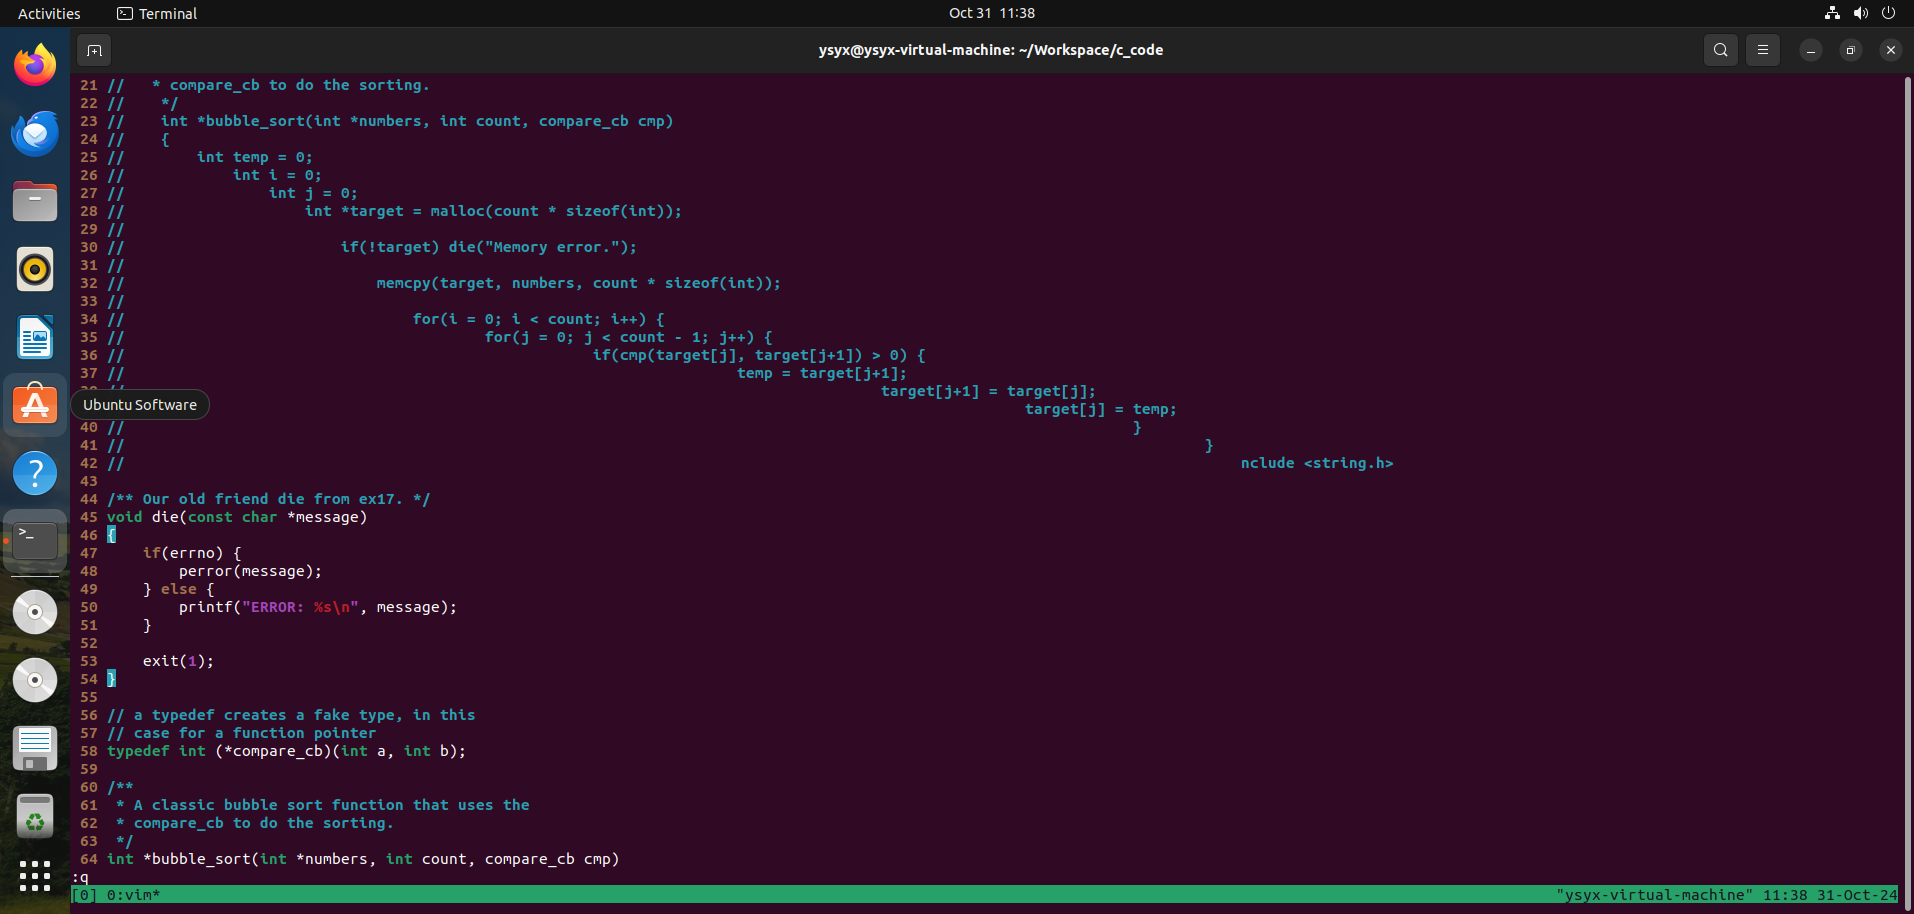 Activities
Terminal
Oct 31 11:38
ysyx@ysyx-virtual-machine: ~/Workspace/c_code
21 //   * compare_cb to do the sorting.
22 //    */
23 //    int *bubble_sort(int *numbers, int count, compare_cb cmp)
24 //    {
25 //        int temp = 0;
26 //            int i = 0;
27 //                int j = 0;
28 //                    int *target = malloc(count * sizeof(int));
29 //
30 //                        if(!target) die("Memory error.");
31 //
32 //                            memcpy(target, numbers, count * sizeof(int));
33 //
34 //                                for(i = 0; i < count; i++) {
35 //                                        for(j = 0; j < count - 1; j++) {
36 //                                                    if(cmp(target[j], target[j+1]) > 0) {
37 //                                                                    temp = target[j+1];
target[j+1] = target[j];
Ubuntu Software
target[j] = temp;
40 //                                                                                                                }
41 //                                                                                                                        }
42 //                                                                                                                            nclude <string.h>
43
44 /** Our old friend die from ex17. */
45 void die(const char *message)
46 {
47     if(errno) {
48         perror(message);
49     } else {
50         printf("ERROR: %s\n", message);
51     }
52
53     exit(1);
54 }
55
56 // a typedef creates a fake type, in this
57 // case for a function pointer
58 typedef int (*compare_cb)(int a, int b);
59
60 /**
61  * A classic bubble sort function that uses the
62  * compare_cb to do the sorting.
63  */
64 int *bubble_sort(int *numbers, int count, compare_cb cmp)
:q
[0] 0:vim* "ysyx-virtual-machine" 11:38 31-Oct-24